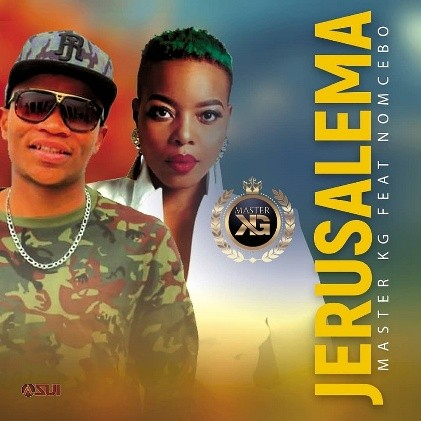 JERUSALEMA
MASTER KG FEAT NOMCEBO
MASTER
KG